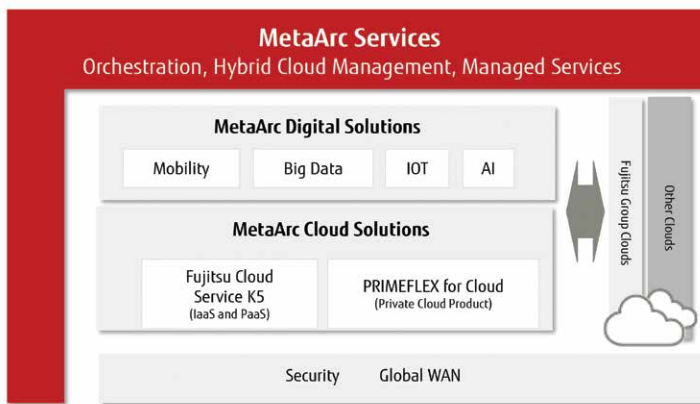 MetaArc Services
Orchestration, Hybrid Cloud Management, Managed Services
MetaArc Digital Solutions
Mobility
Big Data
IOT
AI
MetaArc Cloud Solutions
Fujitsu Cloud
Service K5
(IaaS and PaaS)
PRIMEFLEX for Cloud
(Private Cloud Product)
Fujitsu Group Clouds
Other Clouds
Security Global WAN